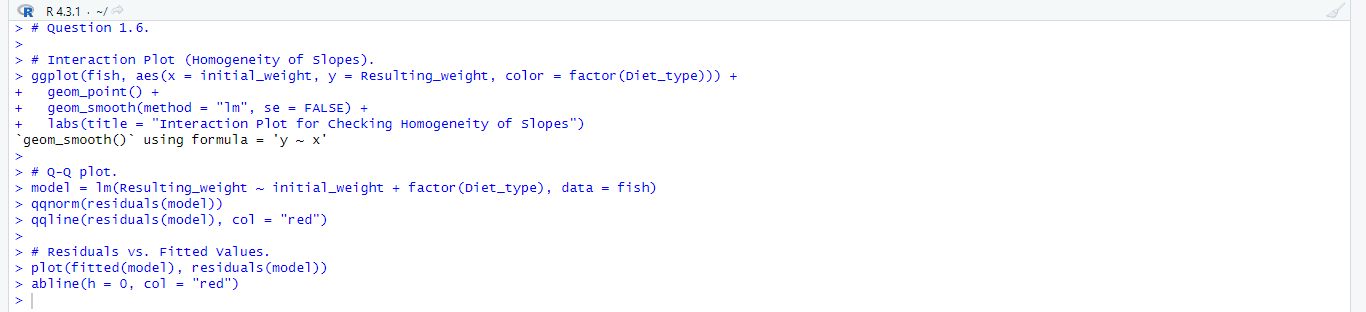 R 4.3.1 · ~/
> # Question 1.6.
>
> # Interaction Plot (Homogeneity of Slopes).
> ggplot(fish, aes(x = initial_weight, y = Resulting_weight, color = factor(Diet_type))) +
+   geom_point() +
+   geom_smooth(method = "lm", se = FALSE) +
+   labs(title = "Interaction Plot for Checking Homogeneity of Slopes")
`geom_smooth()` using formula = 'y ~ x'
>
> # Q-Q plot.
> model = lm(Resulting_weight ~ initial_weight + factor(Diet_type), data = fish)
> qqnorm(residuals(model))
> qqline(residuals(model), col = "red")
>
> # Residuals vs. Fitted Values.
> plot(fitted(model), residuals(model))
> abline(h = 0, col = "red")
>